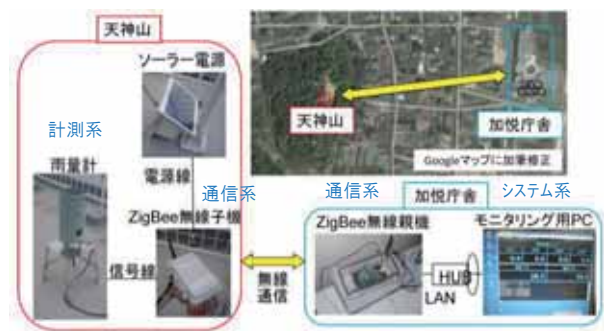 天神山
ソーラー電源
計測系
雨量計
電源線
通信系
ZigBee無線子機
信号線
天神山
加悦庁舎
Googleマップに加筆修正
無線
通信
通信系
加悦庁舎
システム系
ZigBee無線親機
モニタリング用PC
HUB
LAN